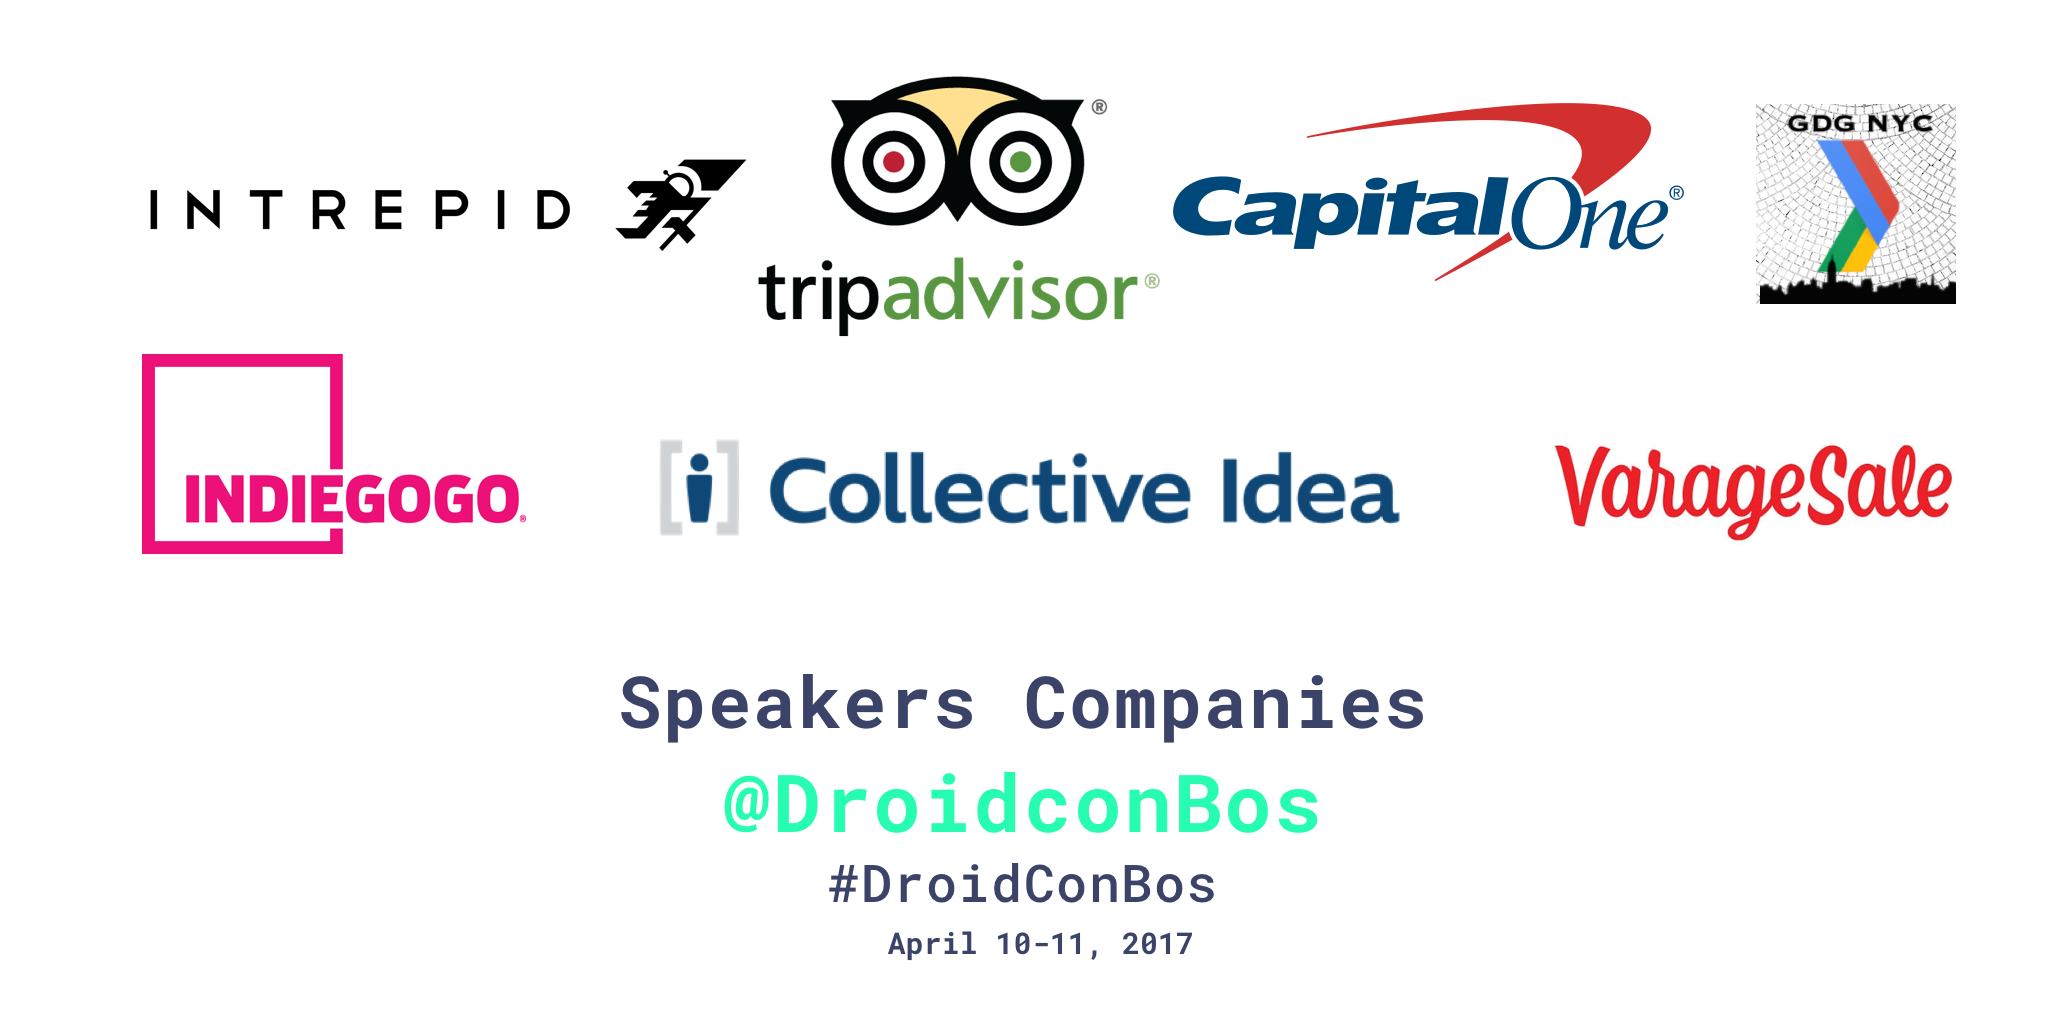 INTREPID
tripadvisor®
CapitalOne®
GDG NYC
INDIEGOGO®
[i] Collective Idea
VarageSale
Speakers Companies
@DroidconBos
#DroidConBos
April 10-11, 2017